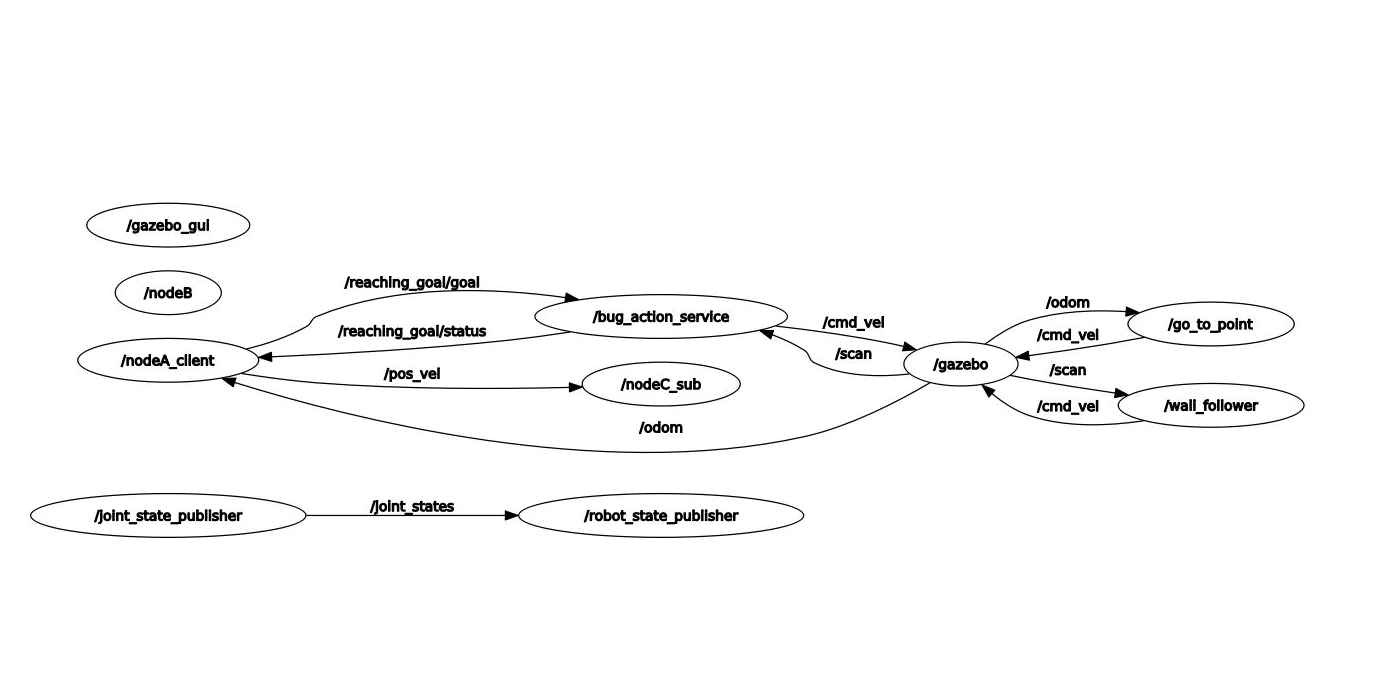 /gazebo_gui
/nodeB
/reaching_goal/goal
/bug_action_service
/reaching_goal/status
/nodeA_client
/pos_vel
/nodeC_sub
/odom
/cmd_vel
/scan
/gazebo
/odom
/go_to_point
/cmd_vel
/scan
/wall_follower
/cmd_vel
/joint_state_publisher
/joint_states
/robot_state_publisher